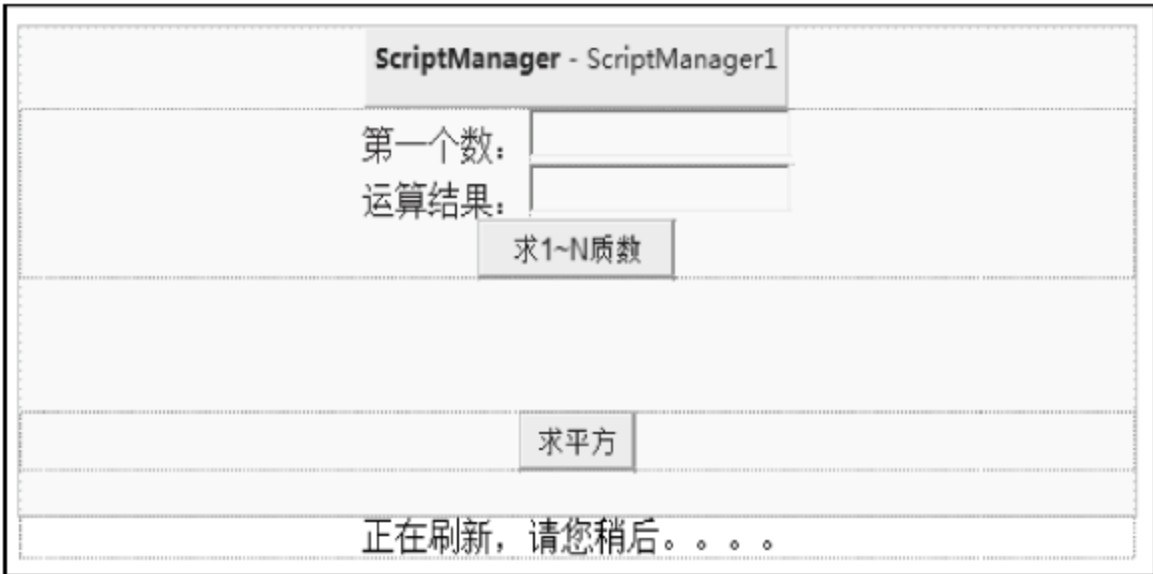 ScriptManager - ScriptManager1
第一个数：
运算结果：
求1~N质数
求平方
正在刷新，请您稍后。。。。